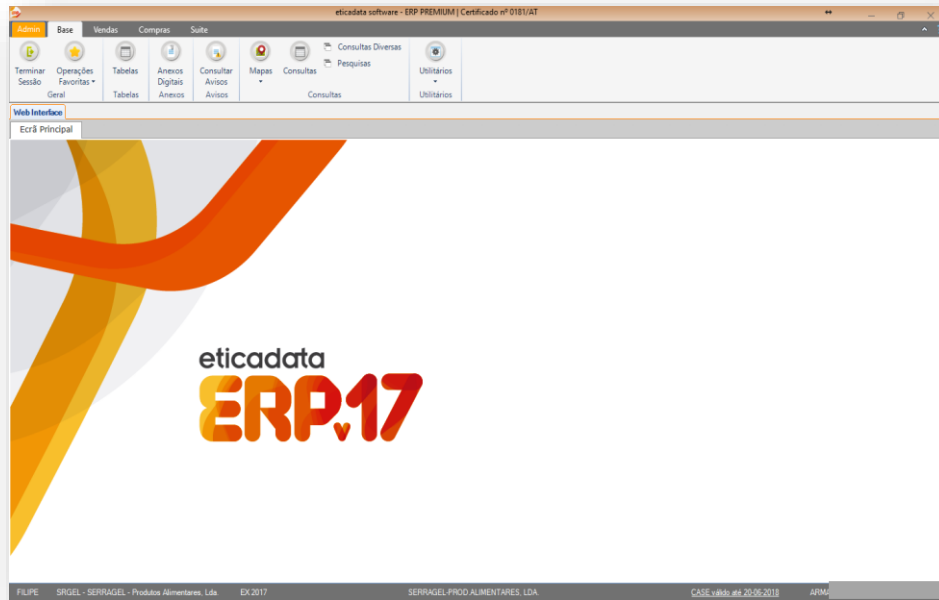 eticadata software - ERP PREMIUM | Certificado nº 0181/AT
Admin Base Vendas Compras Suite
Terminar Sessão
Operações Favoritas
Tabelas
Anexos Digitais
Consultar Avisos
Mapas
Consultas
Consultas Diversas
Pesquisas
Utilitários
Geral Tabelas Anexos Avisos Consultas Utilitários
Web Interface
Ecrã Principal
eticadata
ERP v17
FILIPE SRGEL - SERRAGEL - Produtos Alimentares, Lda. EX 2017 SERRAGEL-PROD ALIMENTARES, LDA. CASE válido até 20-06-2018